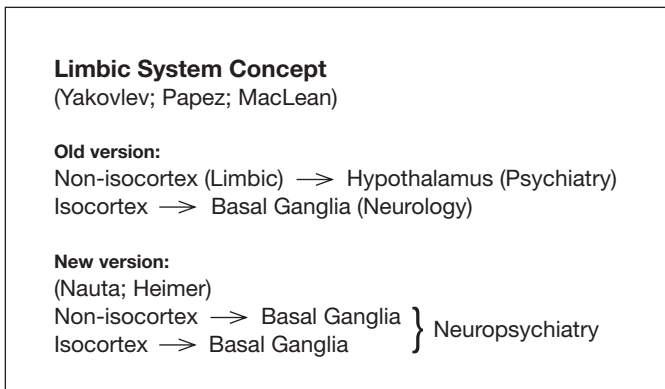 Limbic System Concept
(Yakovlev; Papez; MacLean)
Old version:
Non-isocortex (Limbic) → Hypothalamus (Psychiatry)
Isocortex → Basal Ganglia (Neurology)
New version:
(Nauta; Heimer)
Non-isocortex → Basal Ganglia
Isocortex → Basal Ganglia
} Neuropsychiatry